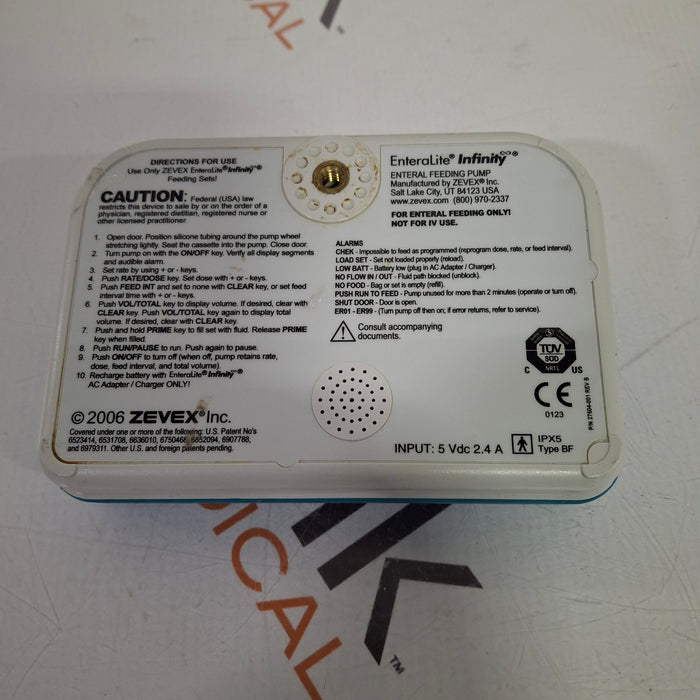 DICAL
DIRECTIONS FOR USE
Use Only ZEVEX EnteraLite® Infinity®
Feeding Sets!
CAUTION: Federal (USA) law
restricts this device to sale by or on the order of a
physician, registered dietitian, registered nurse or
other licensed practitioner.
1. Open door. Position silicone tubing around the pump wheel
stretching lightly. Seat the cassette into the pump. Close door.
2. Turn pump on with the ON/OFF key. Verify all display segments
and audible alarm.
3. Set rate by using + or - keys.
4. Push RATE/DOSE key. Set dose with + or - keys.
5. Push FEED INT and set to none with CLEAR key, or set feed
interval time with + or - keys.
6. Push VOL/TOTAL key to display volume. If desired, clear with
CLEAR key. Push VOL/TOTAL key again to display total
volume. If desired, clear with CLEAR key.
7. Push and hold PRIME key to fill set with fluid. Release PRIME
key when filled.
8. Push RUN/PAUSE to run. Push again to pause.
9. Push ON/OFF to turn off (when off, pump retains rate,
dose, feed interval, and total volume).
10. Recharge battery with EnteraLite® Infinity®
AC Adapter / Charger ONLY!
© 2006 ZEVEX® Inc.
Covered under one or more of the following: U.S. Patent No's
6523414, 6531708, 6636010, 6750468, 6852094, 6907788,
and 6979311. Other U.S. and foreign patents pending.
EnteraLite® Infinity®
ENTERAL FEEDING PUMP
Manufactured by ZEVEX® Inc.
Salt Lake City, UT 84123 USA
www.zevex.com (800) 970-2337
FOR ENTERAL FEEDING ONLY!
NOT FOR IV USE.
ALARMS
CHEK - Impossible to feed as programmed (reprogram dose, rate, or feed interval).
LOAD SET - Set not loaded properly (reload).
LOW BATT - Battery low (plug in AC Adapter / Charger).
NO FLOW IN / OUT - Fluid path blocked (unblock).
NO FOOD - Bag or set is empty (refill).
PUSH RUN TO FEED - Pump unused for more than 2 minutes (operate or turn off).
SHUT DOOR - Door is open.
ER01 - ER99 - (Turn pump off then on; if error returns, refer to service).
Consult accompanying
documents.
TÜV
SÜD
NRTL
C US
CE
0123
P/N 27604-001 REV B
INPUT: 5 Vdc 2.4 A
IPX5
Type BF
DICAL
TM